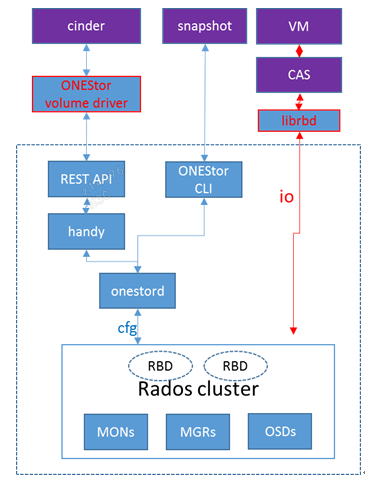 cinder
snapshot
VM
ONEStor
volume driver
CAS
librbd
REST API
ONEStor
CLI
io
handy
onestord
cfg
RBD
RBD
Rados cluster
MONs
MGRs
OSDs